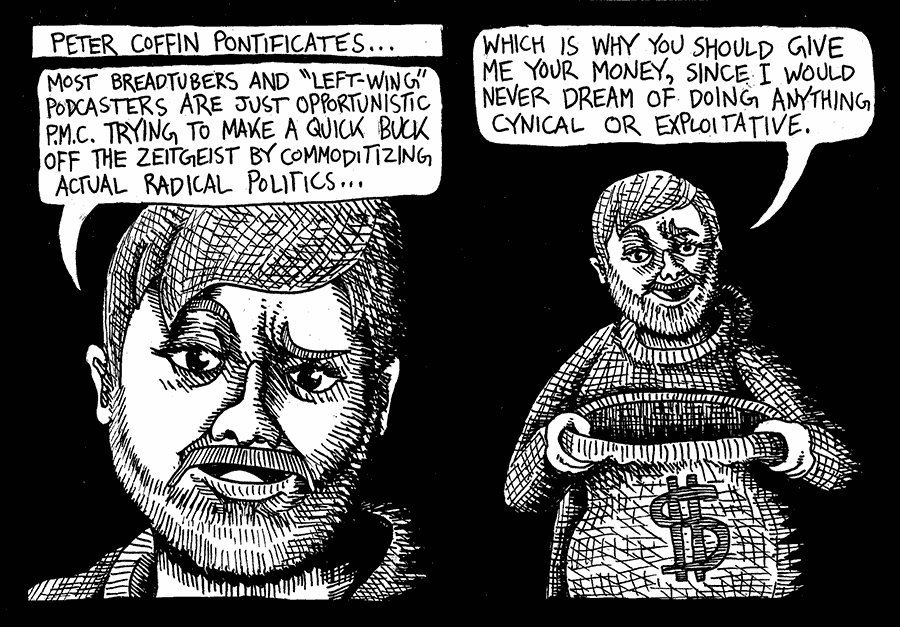 PETER COFFIN PONTIFICATES...
MOST BREADTUBERS AND "LEFT-WING"
PODCASTERS ARE JUST OPPORTUNISTIC
P.M.C. TRYING TO MAKE A QUICK BUCK
OFF THE ZEITGEIST BY COMMODITIZING
ACTUAL RADICAL POLITICS...
WHICH IS WHY YOU SHOULD GIVE
ME YOUR MONEY, SINCE I WOULD
NEVER DREAM OF DOING ANYTHING
CYNICAL OR EXPLOITATIVE.
$